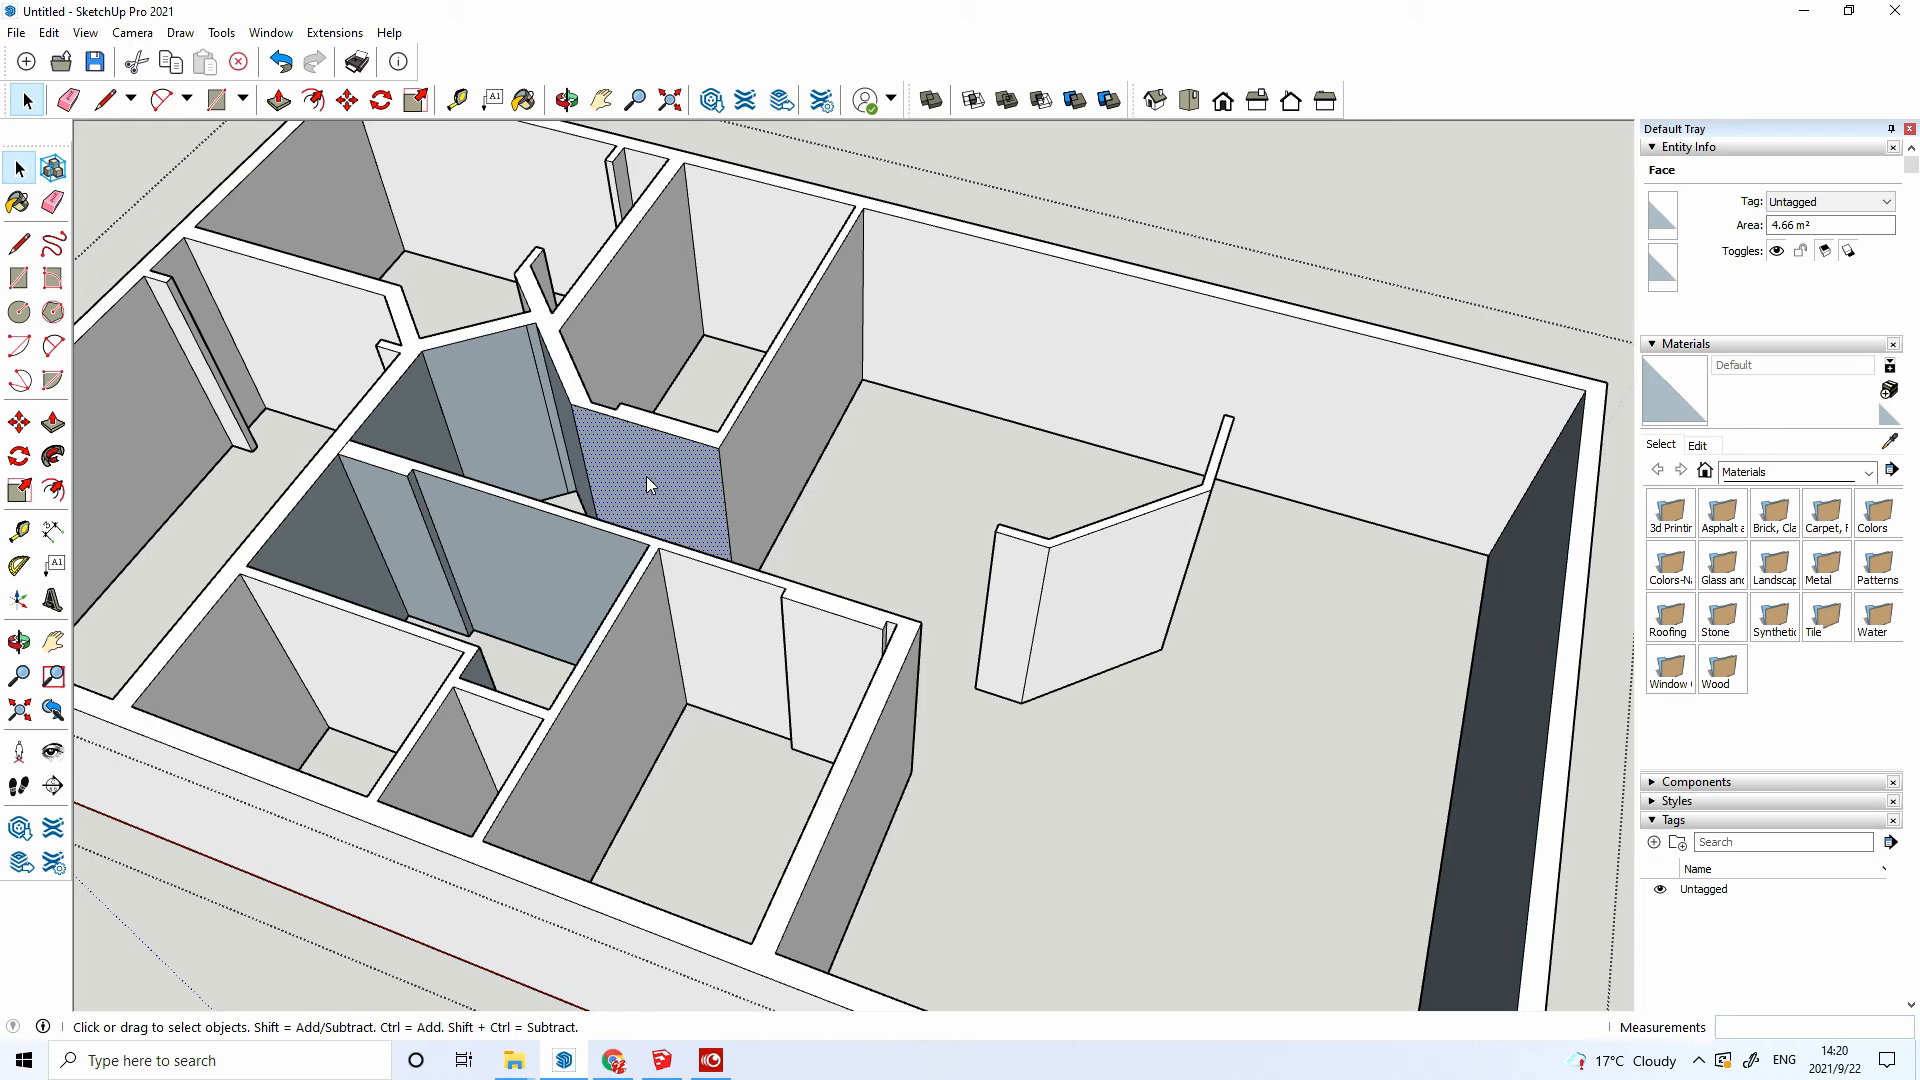 Untitled - SketchUp Pro 2021
File Edit View Camera Draw Tools Window Extensions Help
A1
Default Tray
Entity Info
Face
Tag: Untagged
Area: 4.66 m²
Toggles:
Materials
Default
Select Edit
Materials
3d Printir Asphalt a Brick, Cla Carpet, F Colors
Colors-Na Glass and Landscap Metal Patterns
Roofing Stone Synthetic Tile Water
Window Wood
Components
Styles
Tags
Search
Name
Untagged
A1
Click or drag to select objects. Shift = Add/Subtract. Ctrl = Add. Shift + Ctrl = Subtract.
Measurements
Type here to search
17°C Cloudy
ENG
14:20
2021/9/22